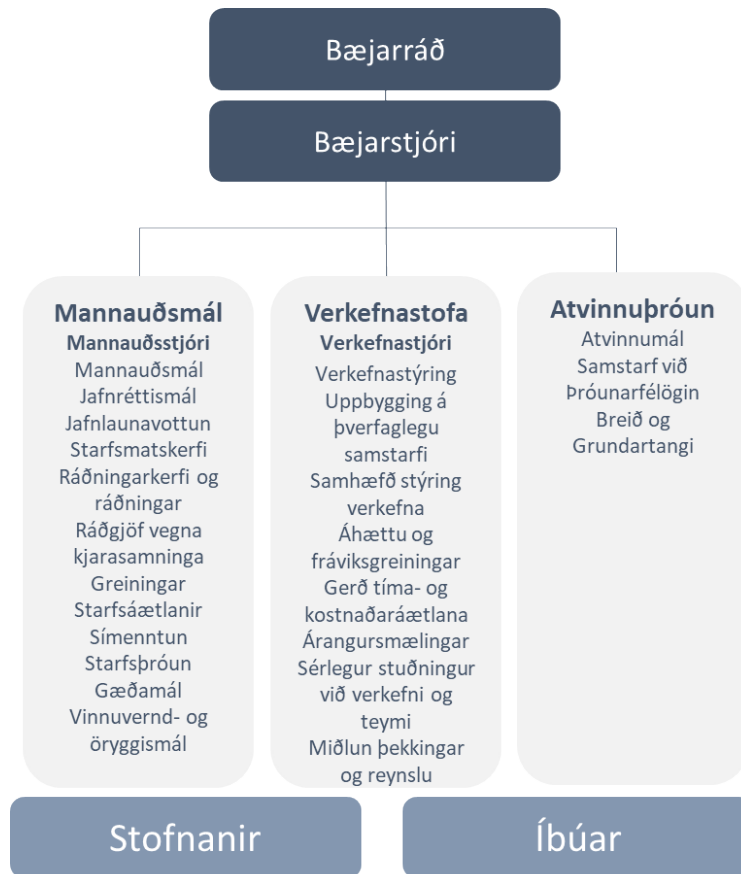 Bæjarráð
Bæjarstjóri
Mannauðsmál
Mannauðsstjóri
Mannauðsmál
Jafnréttismál
Jafnlaunavottun
Starfsmatskerfi
Ráðningarkerfi og
ráðningar
Ráðgjöf vegna
kjarasamninga
Greiningar
Starfsáætlanir
Símenntun
Starfsþróun
Gæðamál
Vinnuvernd- og
öryggismál
Verkefnastofa
Verkefnastjóri
Verkefnastýring
Uppbygging á
þverfaglegu
samstarfi
Samhæfð stýring
verkefna
Áhættu og
fráviksgreiningar
Gerð tíma- og
kostnaðaráætlana
Árangursmælingar
Sérlegur stuðningur
við verkefni og
teymi
Miðlun þekkingar
og reynslu
Atvinnuþróun
Atvinnumál
Samstarf við
Þróunarfélögin
Breið og
Grundartangi
Stofnanir
Íbúar